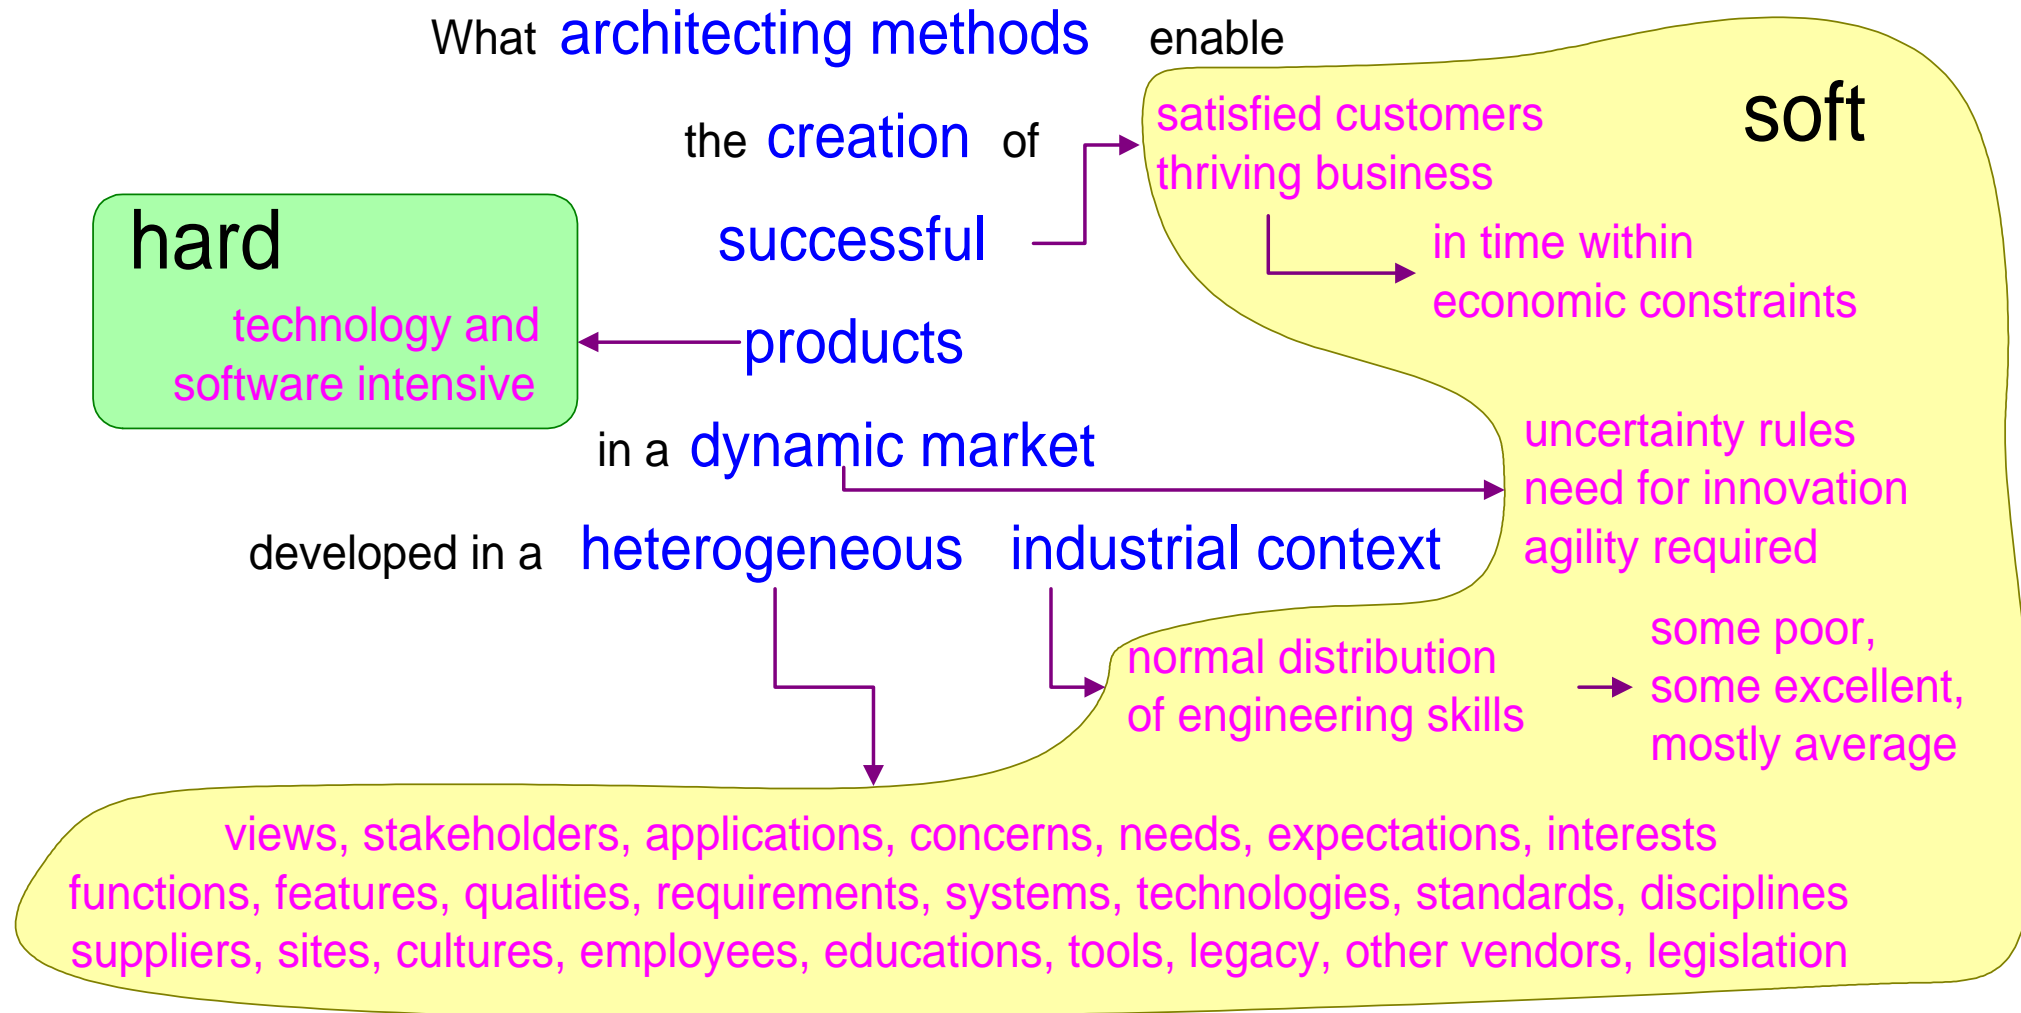 What architecting methods enable
the creation of
successful
products
in a dynamic market
developed in a heterogeneous industrial context
hard
technology and
software intensive
soft
satisfied customers
thriving business
in time within
economic constraints
uncertainty rules
need for innovation
agility required
normal distribution
of engineering skills
some poor,
some excellent,
mostly average
views, stakeholders, applications, concerns, needs, expectations, interests
functions, features, qualities, requirements, systems, technologies, standards, disciplines
suppliers, sites, cultures, employees, educations, tools, legacy, other vendors, legislation